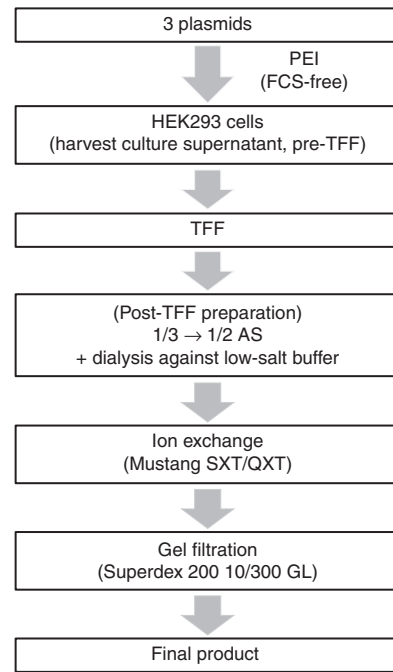 3 plasmids
PEI
(FCS-free)
HEK293 cells
(harvest culture supernatant, pre-TFF)
TFF
(Post-TFF preparation)
1/3 → 1/2 AS
+ dialysis against low-salt buffer
Ion exchange
(Mustang SXT/QXT)
Gel filtration
(Superdex 200 10/300 GL)
Final product